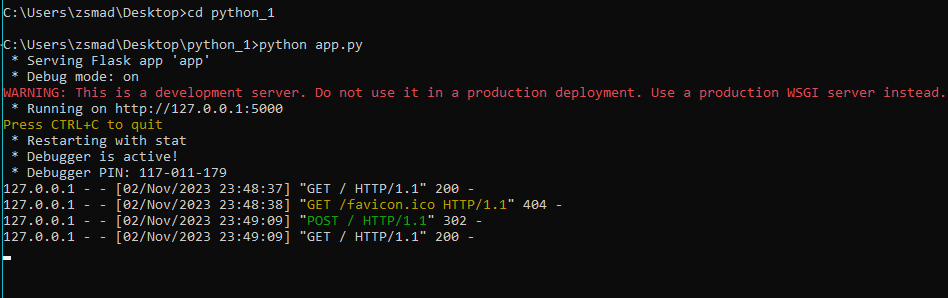 C:\Users\zsmad\Desktop>cd python_1
C:\Users\zsmad\Desktop\python_1>python app.py
 * Serving Flask app 'app'
 * Debug mode: on
WARNING: This is a development server. Do not use it in a production deployment. Use a production WSGI server instead.
 * Running on http://127.0.0.1:5000
Press CTRL+C to quit
 * Restarting with stat
 * Debugger is active!
 * Debugger PIN: 117-011-179
127.0.0.1 - - [02/Nov/2023 23:48:37] "GET / HTTP/1.1" 200 -
127.0.0.1 - - [02/Nov/2023 23:48:38] "GET /favicon.ico HTTP/1.1" 404 -
127.0.0.1 - - [02/Nov/2023 23:49:09] "POST / HTTP/1.1" 302 -
127.0.0.1 - - [02/Nov/2023 23:49:09] "GET / HTTP/1.1" 200 -